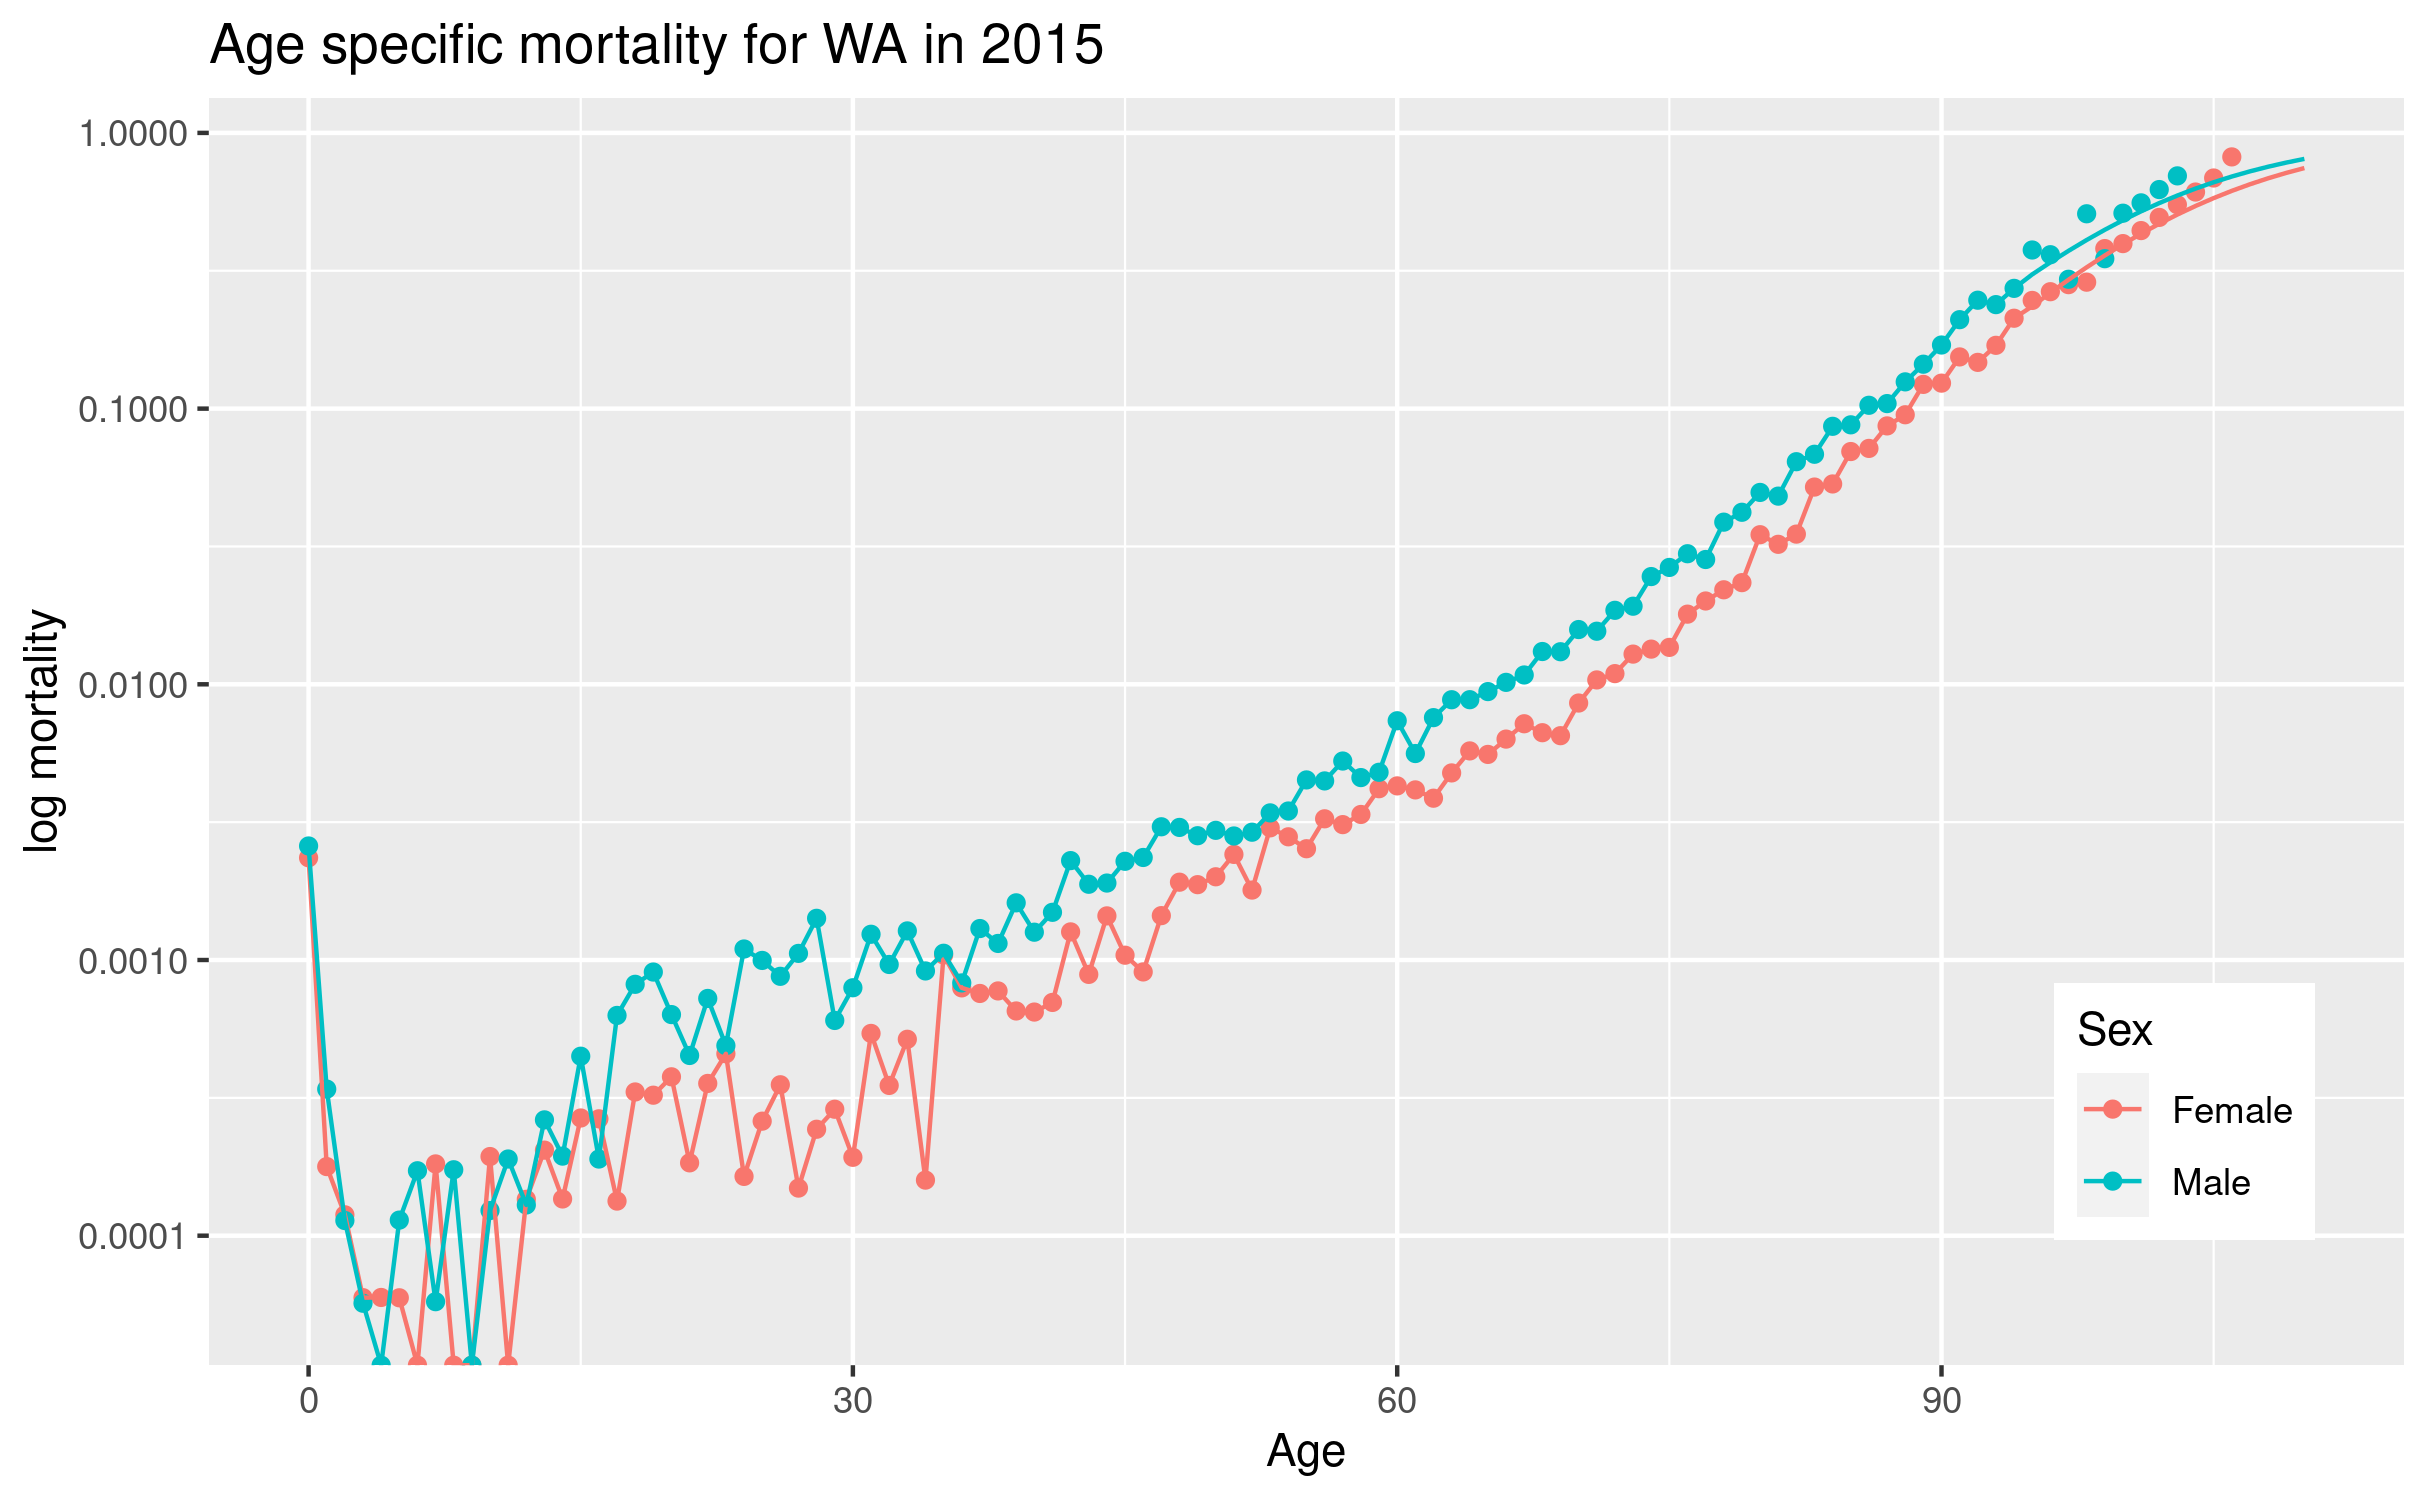 Age specific mortality for WA in 2015
1.0000
0.1000
0.0100
0.0010
0.0001
log mortality
0 30 60 90
Age
Sex
Female
Male